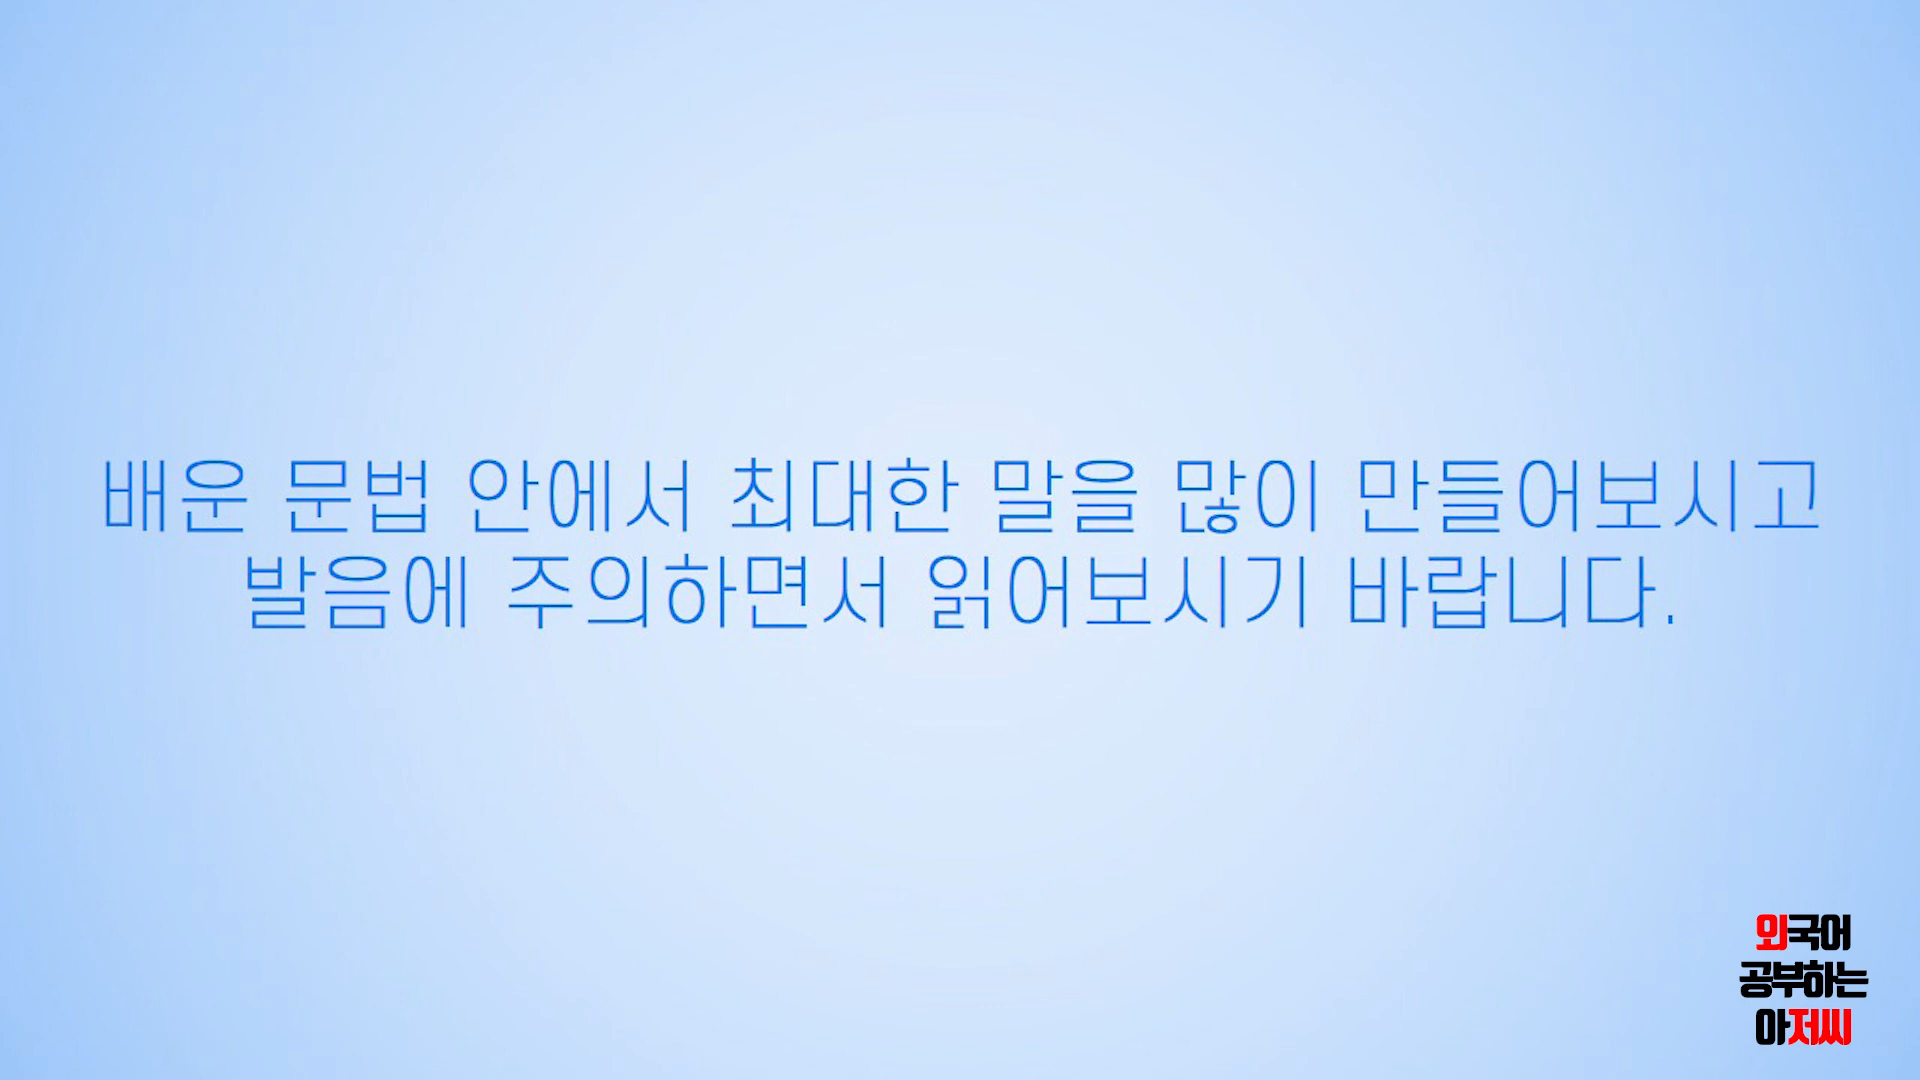 배운 문법 안에서 최대한 말을 많이 만들어보시고
발음에 주의하면서 읽어보시기 바랍니다.
외국어
공부하는
아저씨